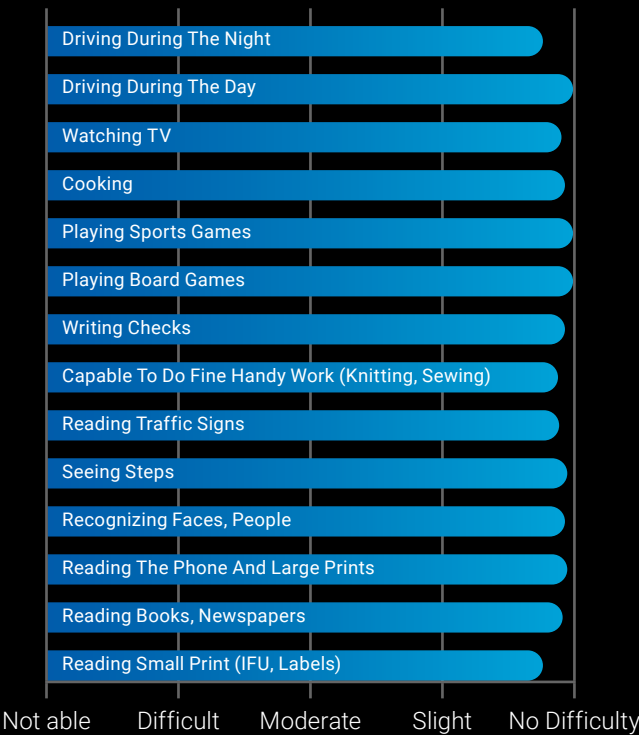 Driving During The Night
Driving During The Day
Watching TV
Cooking
Playing Sports Games
Playing Board Games
Writing Checks
Capable To Do Fine Handy Work (Knitting, Sewing)
Reading Traffic Signs
Seeing Steps
Recognizing Faces, People
Reading The Phone And Large Prints
Reading Books, Newspapers
Reading Small Print (IFU, Labels)
Not able Difficult Moderate Slight No Difficulty